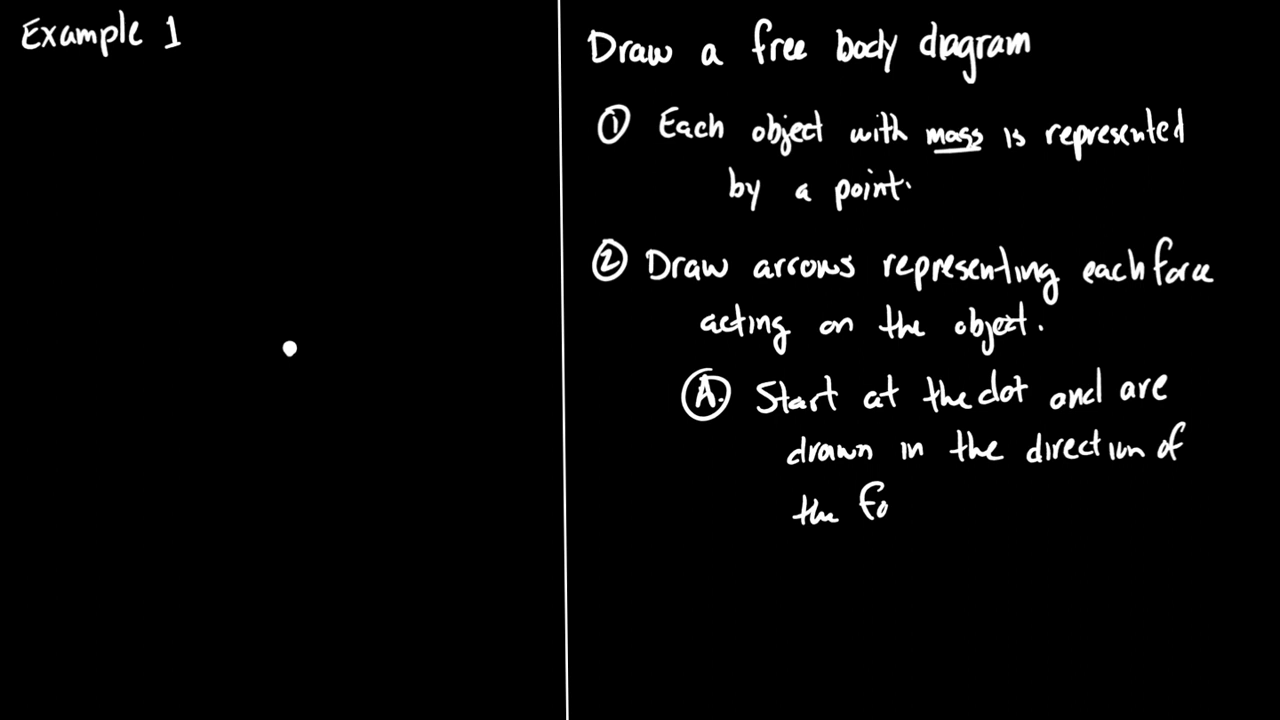 Example 1
Draw a free body diagram
① Each object with mass is represented
by a point.
② Draw arrows representing each force
acting on the object.
Ⓐ. Start at the dot and are
drawn in the direction of
the fo